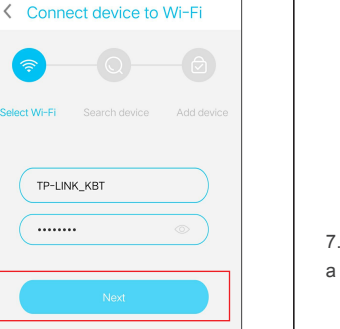 Connect device to Wi-Fi
Select Wi-Fi
Search device
Add device
TP-LINK_KBT
••••••••
Next
7.
a